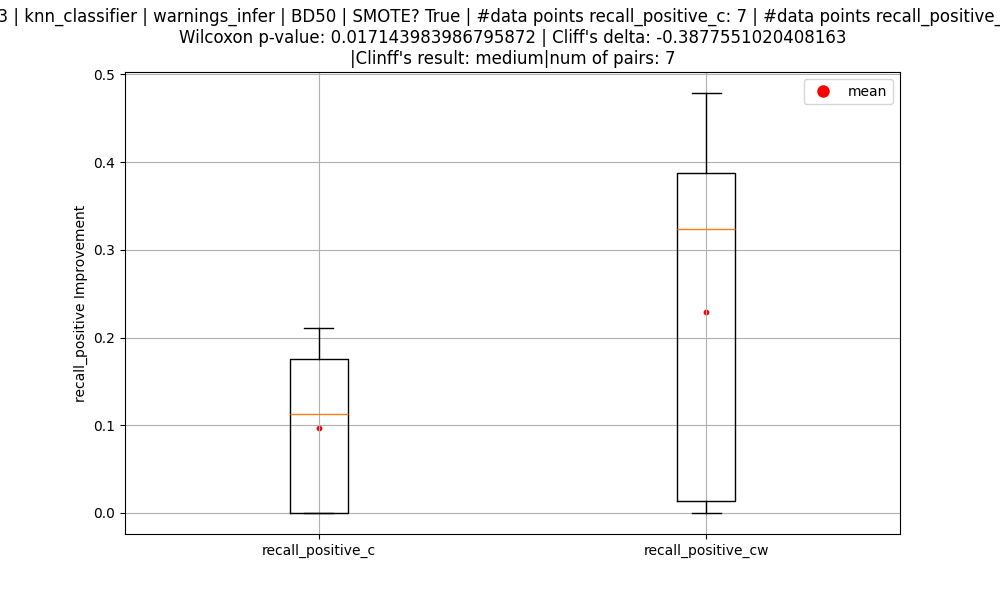 3 | knn_classifier | warnings_infer | BD50 | SMOTE? True | #data points recall_positive_c: 7 | #data points recall_positive_
Wilcoxon p-value: 0.017143983986795872 | Cliff's delta: -0.3877551020408163
|Clinff's result: medium|num of pairs: 7
mean
0.5
0.4
0.3
0.2
0.1
0.0
recall_positive Improvement
recall_positive_c
recall_positive_cw